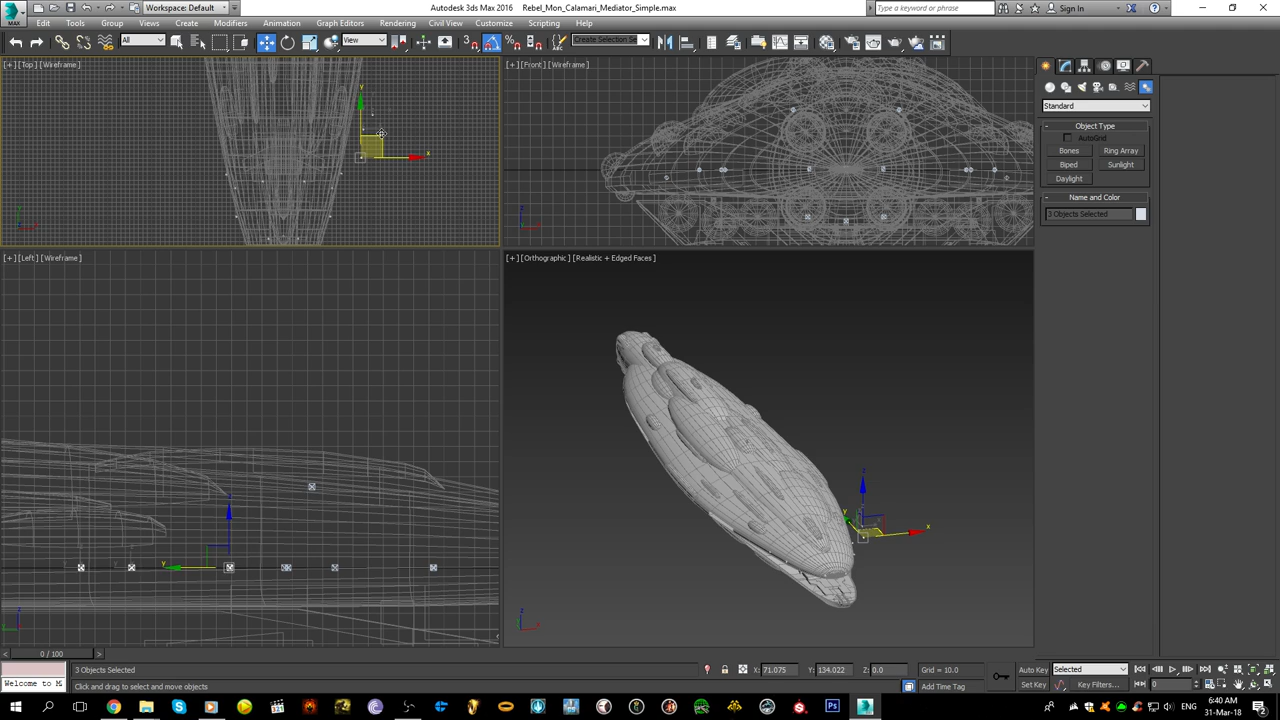 Workspace: Default
Autodesk 3ds Max 2016
Rebel_Mon_Calamari_Mediator_Simple.max
Type a keyword or phrase
Sign In
MAX
Edit Tools Group Views Create Modifiers Animation Graph Editors Rendering Civil View Customize Scripting Help
All
View
Create Selection Se
[+] [Top] [Wireframe]
[+] [Front] [Wireframe]
[+] [Left] [Wireframe]
[+] [Orthographic] [Realistic + Edged Faces]
Standard
Object Type
AutoGrid
Bones Ring Array
Biped Sunlight
Daylight
Name and Color
3 Objects Selected
0 / 100
3 Objects Selected
X: 71.075 Y: 134.022 Z: 0.0 Grid = 10.0
Auto Key Selected
Welcome to M
Click and drag to select and move objects
Add Time Tag
Set Key Key Filters...
0
6:40 AM
31-Mar-18